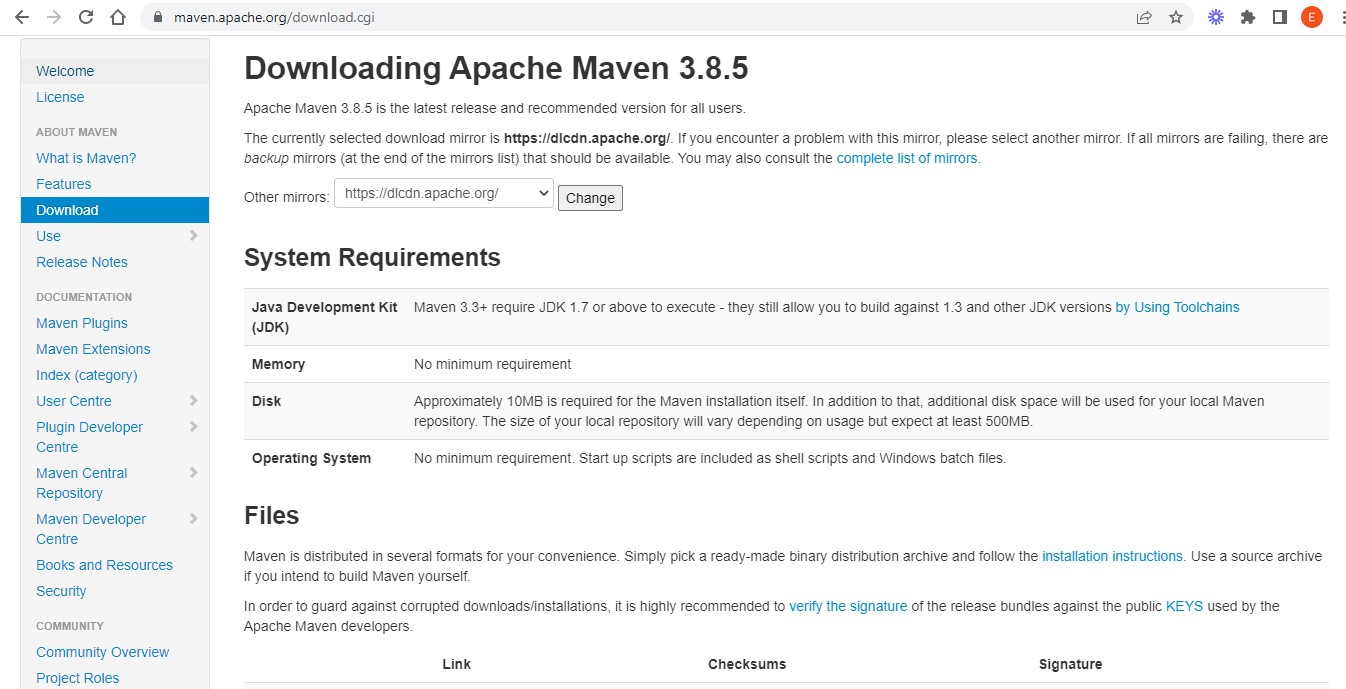 maven.apache.org/download.cgi
E
Welcome
License
ABOUT MAVEN
What is Maven?
Features
Download
Use
Release Notes
DOCUMENTATION
Maven Plugins
Maven Extensions
Index (category)
User Centre
Plugin Developer
Centre
Maven Central
Repository
Maven Developer
Centre
Books and Resources
Security
COMMUNITY
Community Overview
Project Roles
Downloading Apache Maven 3.8.5
Apache Maven 3.8.5 is the latest release and recommended version for all users.
The currently selected download mirror is https://dlcdn.apache.org/. If you encounter a problem with this mirror, please select another mirror. If all mirrors are failing, there are
backup mirrors (at the end of the mirrors list) that should be available. You may also consult the complete list of mirrors.
Other mirrors: https://dlcdn.apache.org/ Change
System Requirements
Java Development Kit Maven 3.3+ require JDK 1.7 or above to execute - they still allow you to build against 1.3 and other JDK versions by Using Toolchains
(JDK)
Memory No minimum requirement
Disk Approximately 10MB is required for the Maven installation itself. In addition to that, additional disk space will be used for your local Maven
repository. The size of your local repository will vary depending on usage but expect at least 500MB.
Operating System No minimum requirement. Start up scripts are included as shell scripts and Windows batch files.
Files
Maven is distributed in several formats for your convenience. Simply pick a ready-made binary distribution archive and follow the installation instructions. Use a source archive
if you intend to build Maven yourself.
In order to guard against corrupted downloads/installations, it is highly recommended to verify the signature of the release bundles against the public KEYS used by the
Apache Maven developers.
Link Checksums Signature